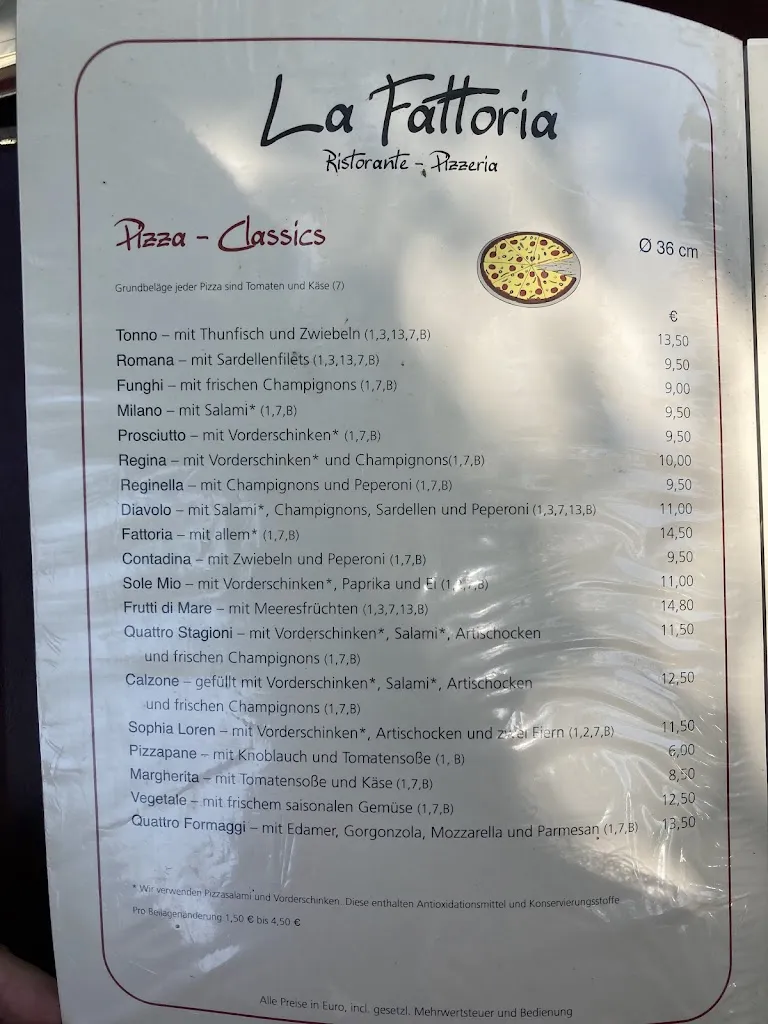 La Fattoria
Ristorante - Pizzeria
Pizza - Classics
Ø 36 cm
Grundbeläge jeder Pizza sind Tomaten und Käse (7)
€
Tonno – mit Thunfisch und Zwiebeln (1,3,13,7,B) 13,50
Romana – mit Sardellenfilets (1,3,13,7,B) 9,50
Funghi – mit frischen Champignons (1,7,B) 9,00
Milano – mit Salami* (1,7,B) 9,50
Prosciutto – mit Vorderschinken* (1,7,B) 9,50
Regina – mit Vorderschinken* und Champignons(1,7,B) 10,00
Reginella – mit Champignons und Peperoni (1,7,B) 9,50
Diavolo – mit Salami*, Champignons, Sardellen und Peperoni (1,3,7,13,B) 11,00
Fattoria – mit allem* (1,7,B) 14,50
Contadina – mit Zwiebeln und Peperoni (1,7,B) 9,50
Sole Mio – mit Vorderschinken*, Paprika und Ei 11,00
Frutti di Mare – mit Meeresfrüchten (1,3,7,13,B) 14,80
Quattro Stagioni – mit Vorderschinken*, Salami*, Artischocken 11,50
und frischen Champignons (1,7,B)
Calzone – gefüllt mit Vorderschinken*, Salami*, Artischocken 12,50
und frischen Champignons (1,7,B)
Sophia Loren – mit Vorderschinken*, Artischocken und zwei Eiern (1,2,7,B) 11,50
Pizzapane – mit Knoblauch und Tomatensoße (1, B) 6,00
Margherita – mit Tomatensoße und Käse (1,7,B) 8,50
Vegetale – mit frischem saisonalen Gemüse (1,7,B) 12,50
Quattro Formaggi – mit Edamer, Gorgonzola, Mozzarella und Parmesan (1,7,B) 13,50
* Wir verwenden Pizzasalami und Vorderschinken. Diese enthalten Antioxidationsmittel und Konservierungsstoffe
Pro Beilagenänderung 1,50 € bis 4,50 €
Alle Preise in Euro, incl. gesetzl. Mehrwertsteuer und Bedienung